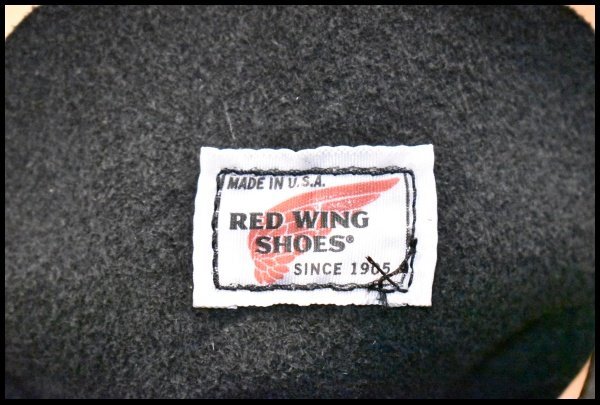 MADE IN U.S.A.
RED WING
SHOES®
SINCE 1905